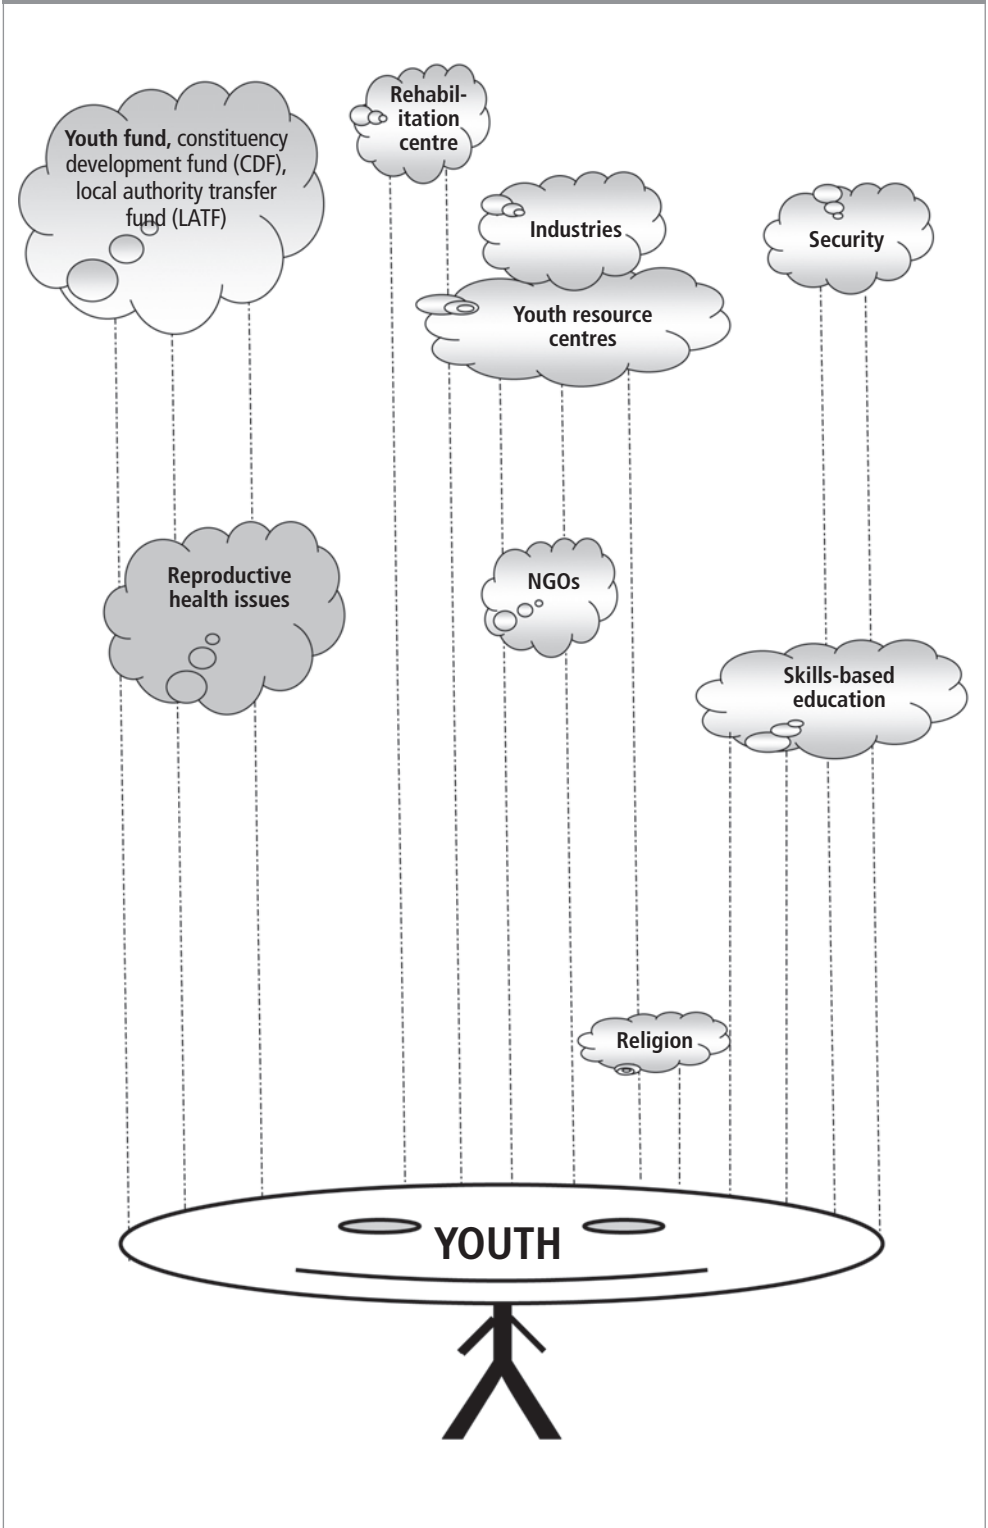 Youth fund, constituency
development fund (CDF),
local authority transfer
fund (LATF)
Rehabil-
itation
centre
Industries
Youth resource
centres
Security
Reproductive
health issues
NGOs
Skills-based
education
Religion
YOUTH